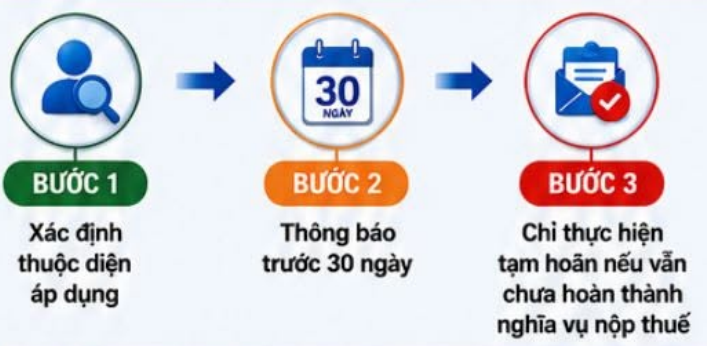 30
NGÀY
BƯỚC 1
BƯỚC 2
BƯỚC 3
Xác định
thuộc diện
áp dụng
Thông báo
trước 30 ngày
Chỉ thực hiện
tạm hoãn nếu vẫn
chưa hoàn thành
nghĩa vụ nộp thuế